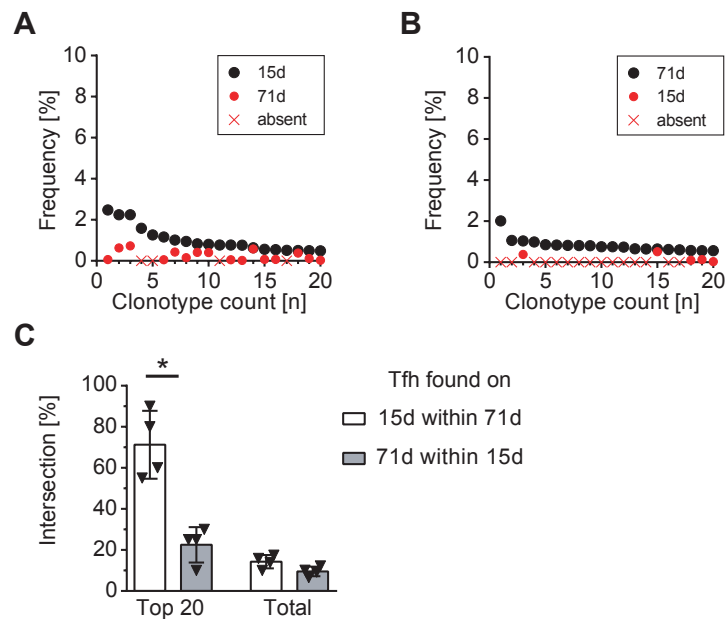 A
10
8
6
4
2
0
Frequency [%]
15d
71d
absent
0
5
10
15
20
Clonotype count [n]
B
10
8
6
4
2
0
Frequency [%]
71d
15d
absent
0
5
10
15
20
Clonotype count [n]
C
100
80
60
40
20
0
Intersection [%]
*
Top 20
Total
Tfh found on
15d within 71d
71d within 15d